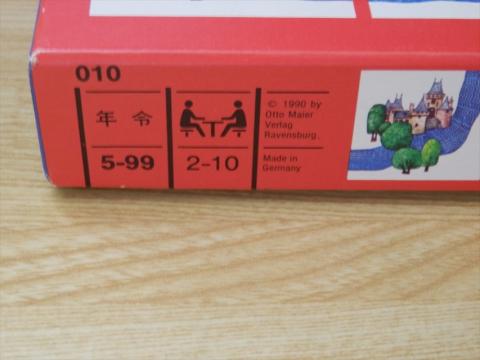 010
年令
5-99
2-10
© 1990 by
Otto Maier
Verlag
Ravensburg.
Made in
Germany